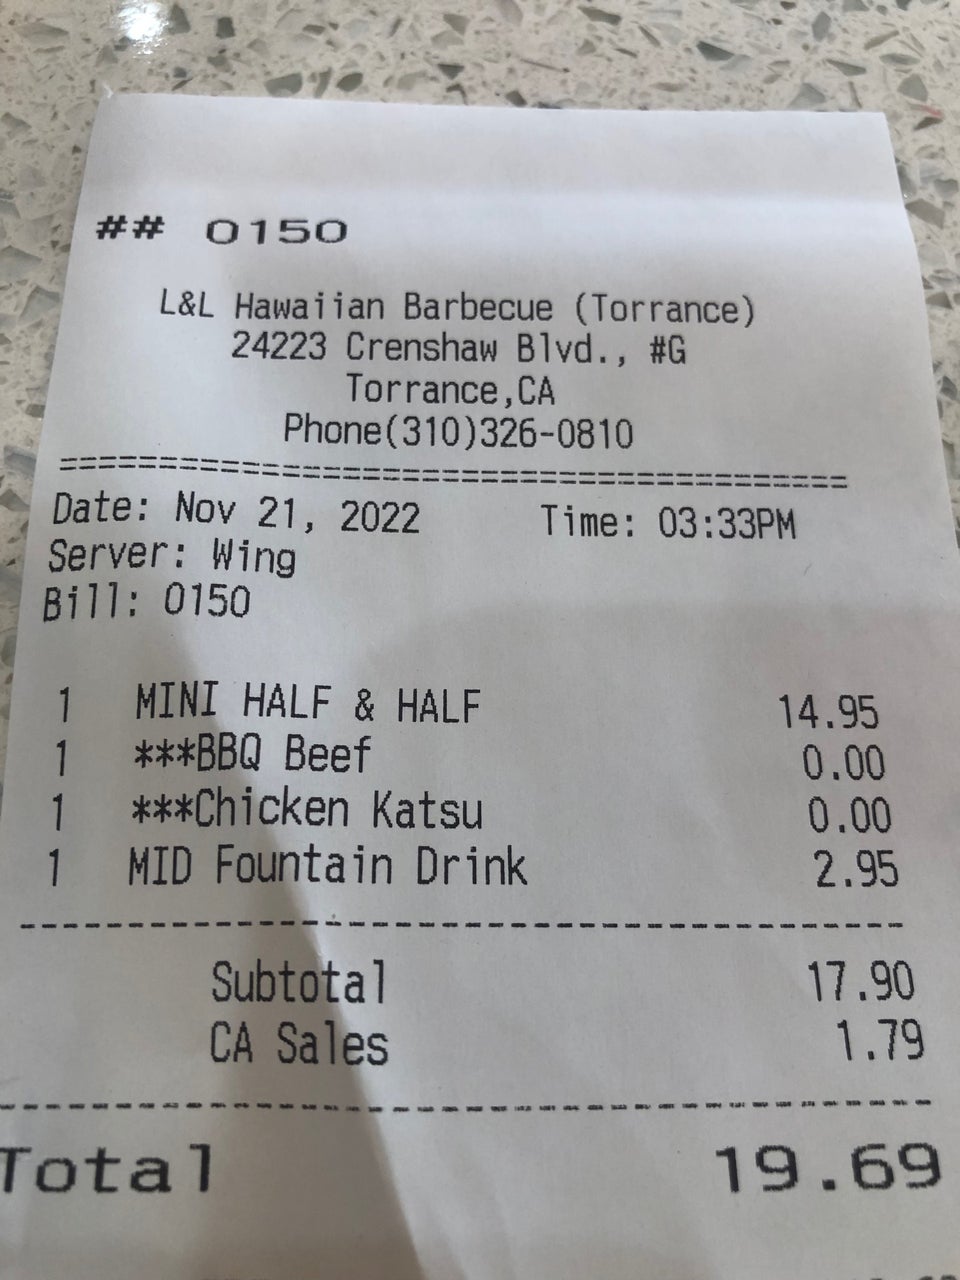 ## 0150
L&L Hawaiian Barbecue (Torrance)
24223 Crenshaw Blvd., #G
Torrance,CA
Phone(310)326-0810
=========================================
Date: Nov 21, 2022 Time: 03:33PM
Server: Wing
Bill: 0150
1 MINI HALF & HALF 14.95
1 ***BBQ Beef 0.00
1 ***Chicken Katsu 0.00
1 MID Fountain Drink 2.95
-----------------------------------------
Subtotal 17.90
CA Sales 1.79
-----------------------------------------
Total 19.69